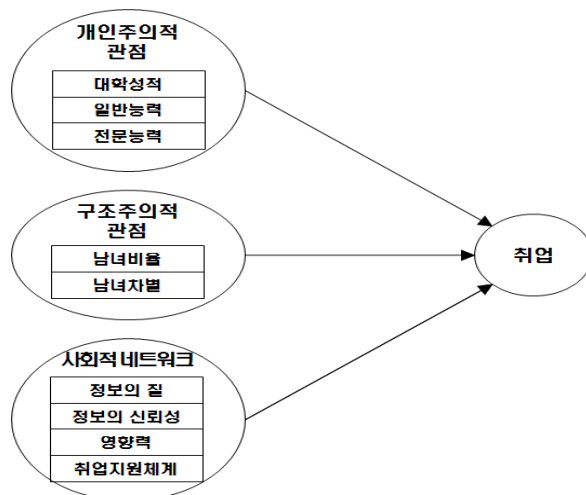 개인주의적
관점
대학성적
일반능력
전문능력
구조주의적
관점
남녀비율
남녀차별
취업
사회적 네트워크
정보의 질
정보의 신뢰성
영향력
취업지원체계